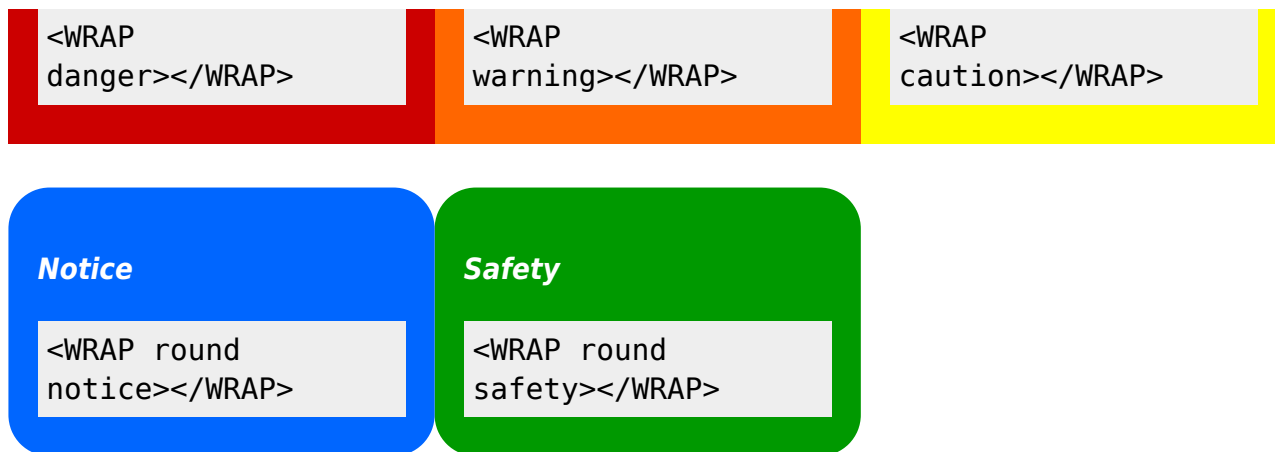 <WRAP
danger></WRAP>
<WRAP
warning></WRAP>
<WRAP
caution></WRAP>
Notice
<WRAP round
notice></WRAP>
Safety
<WRAP round
safety></WRAP>